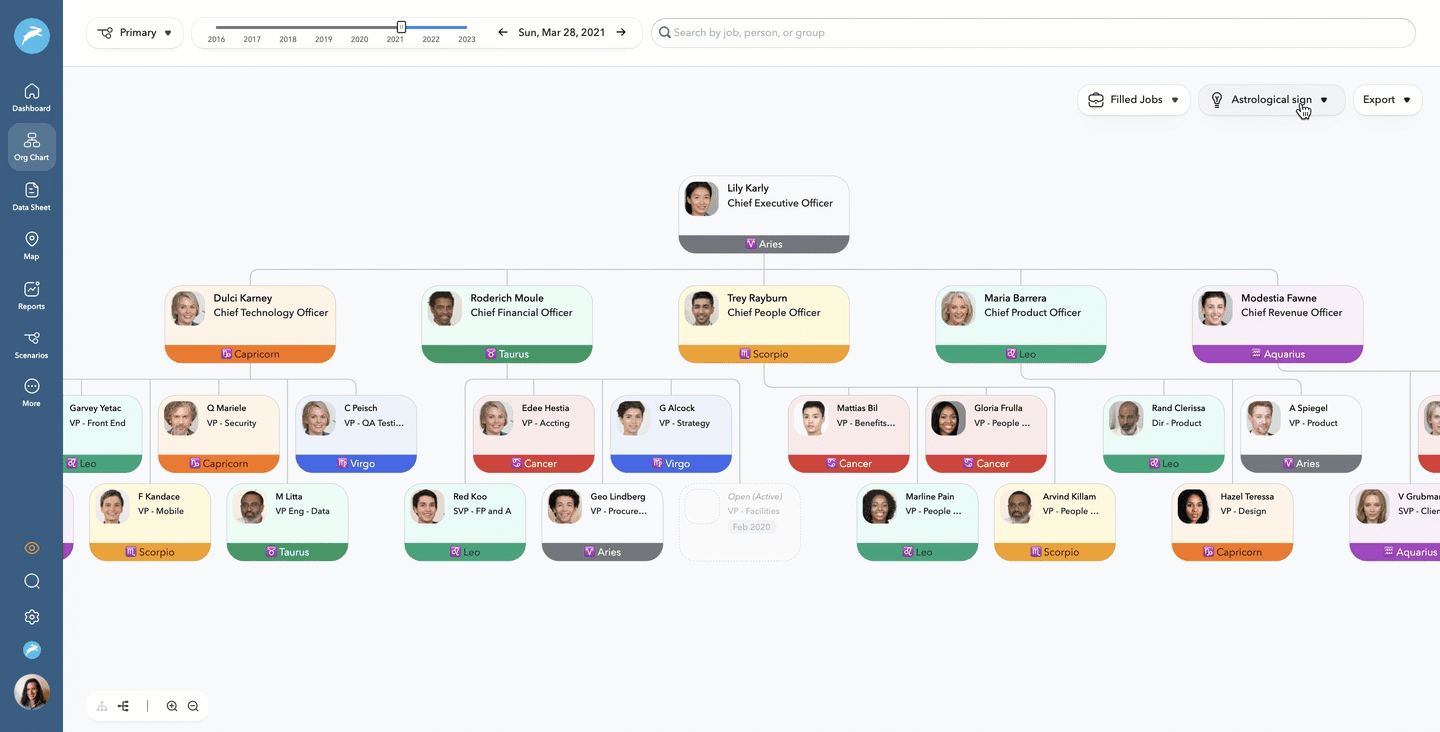 Primary
2016 2017 2018 2019 2020 2021 2022 2023
Sun, Mar 28, 2021
Search by job, person, or group
Dashboard
Org Chart
Data Sheet
Map
Reports
Scenarios
More
Filled Jobs
Astrological sign
Export
Lily Karly
Chief Executive Officer
Aries
Dulci Karney
Chief Technology Officer
Capricorn
Roderich Moule
Chief Financial Officer
Taurus
Trey Rayburn
Chief People Officer
Scorpio
Maria Barrera
Chief Product Officer
Leo
Modestia Fawne
Chief Revenue Officer
Aquarius
Garvey Yetac
VP - Front End
Leo
Q Mariele
VP - Security
Capricorn
C Peisch
VP - QA Testi...
Virgo
Edee Hestia
VP - Accting
Cancer
G Alcock
VP - Strategy
Virgo
Mattias Bil
VP - Benefits...
Cancer
Gloria Frulla
VP - People ...
Cancer
Rand Clerissa
Dir - Product
Leo
A Spiegel
VP - Product
Aries
F Kandace
VP - Mobile
Scorpio
M Litta
VP Eng - Data
Taurus
Red Koo
SVP - FP and A
Leo
Geo Lindberg
VP - Procure...
Aries
Open (Active)
VP - Facilities
Feb 2020
Marline Pain
VP - People ...
Leo
Arvind Killam
VP - People ...
Scorpio
Hazel Teressa
VP - Design
Capricorn
V Grubman
SVP - Clien
Aquarius